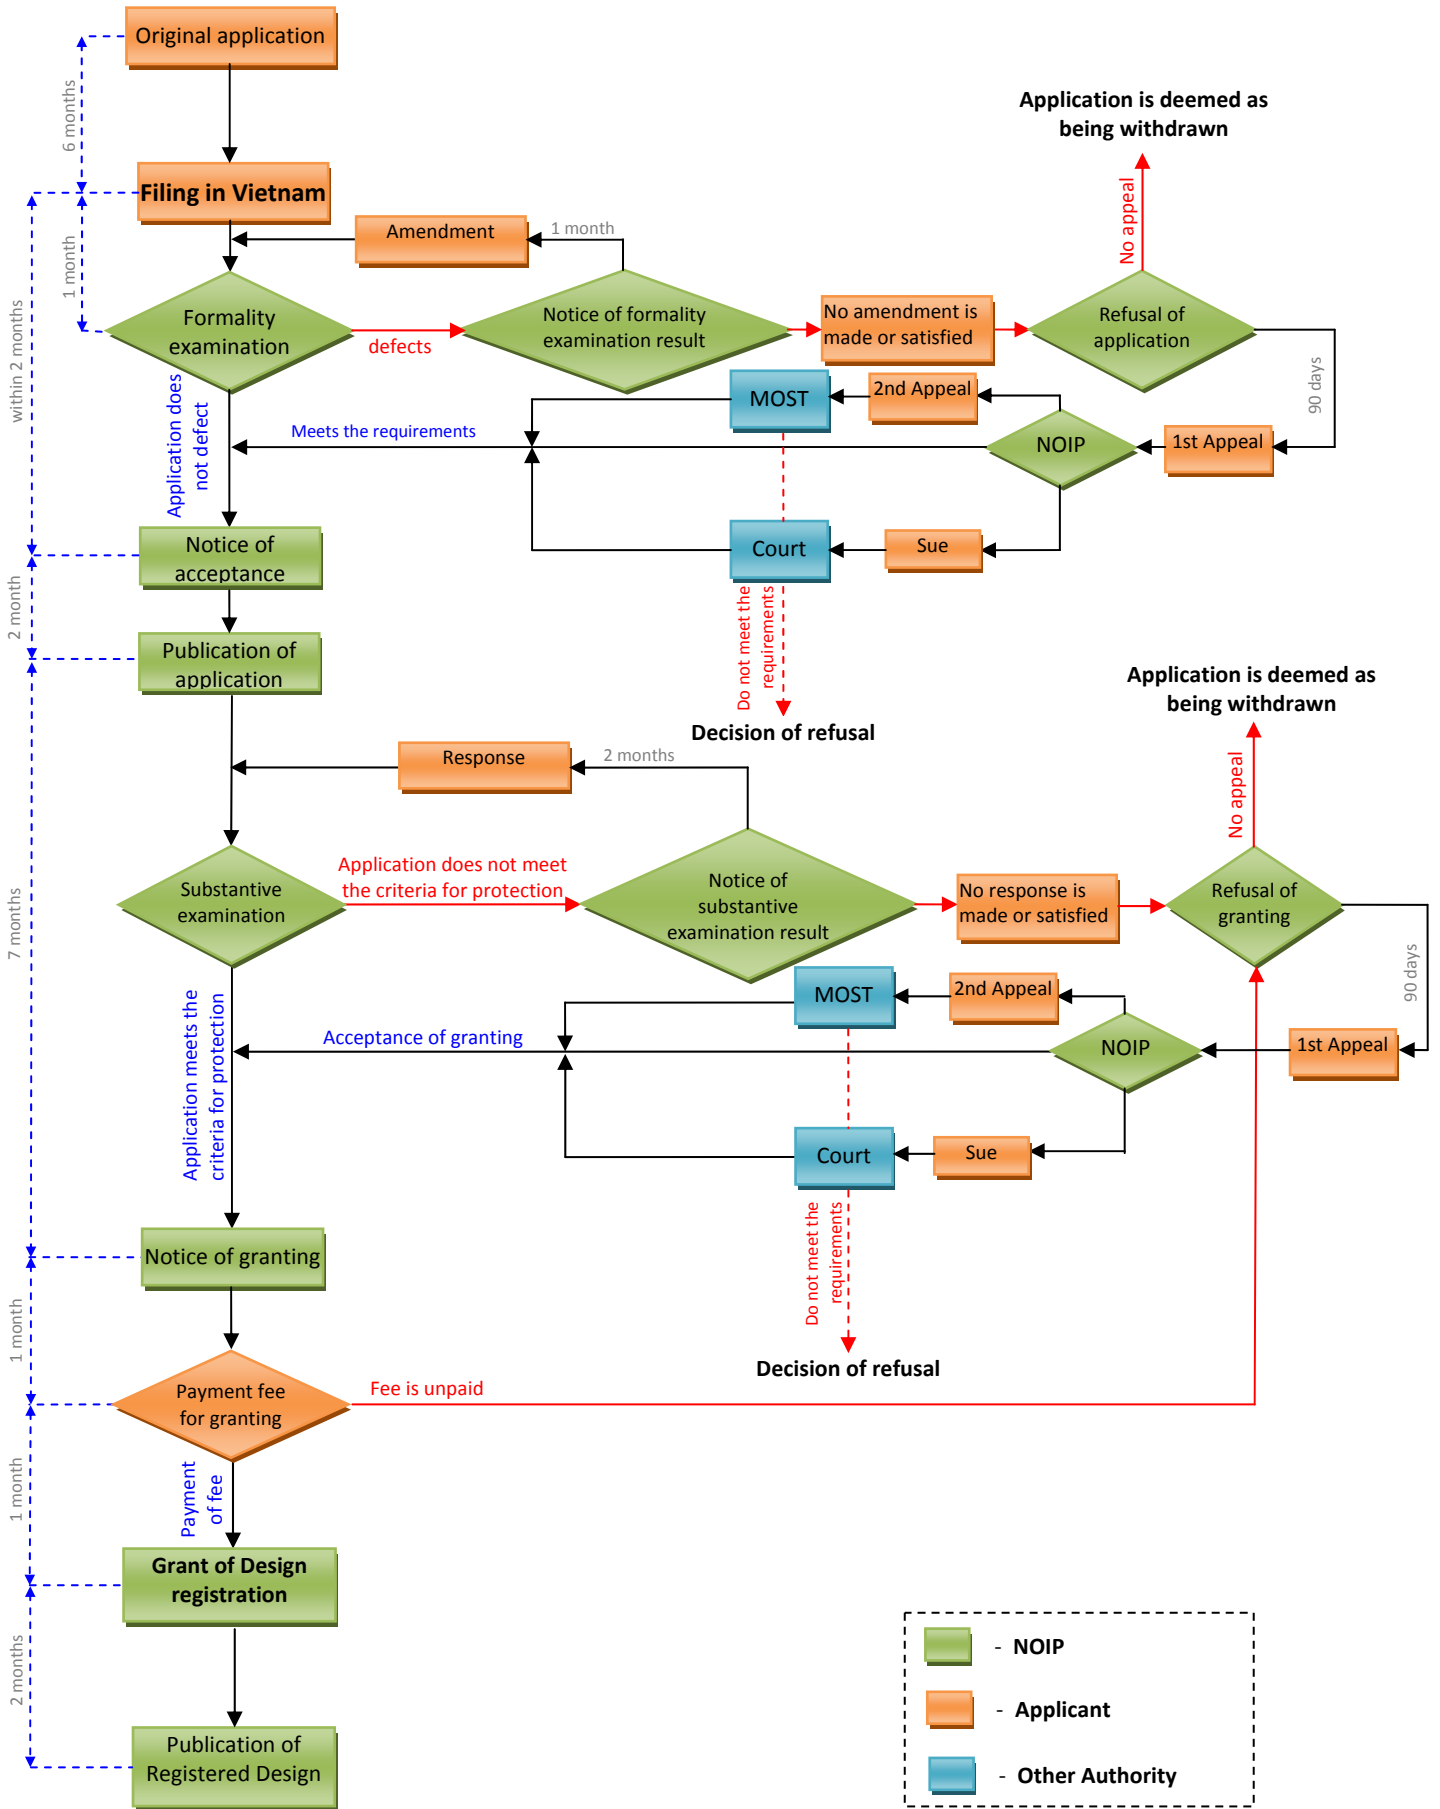 Original application
6 months
Application is deemed as
being withdrawn
Filing in Vietnam
No appeal
Amendment
1 month
1 month
Formality
examination
defects
Notice of formality
examination result
No amendment is
made or satisfied
Refusal of
application
90 days
within 2 months
Application does
not defect
MOST
2nd Appeal
Meets the requirements
NOIP
1st Appeal
Notice of
acceptance
Court
Sue
2 month
Do not meet the
requirements
Publication of
application
Decision of refusal
Application is deemed as
being withdrawn
No appeal
Response
2 months
7 months
Substantive
examination
Application does not meet
the criteria for protection
Notice of
substantive
examination result
No response is
made or satisfied
Refusal of
granting
90 days
Application meets the
criteria for protection
MOST
2nd Appeal
Acceptance of granting
NOIP
1st Appeal
Court
Sue
Do not meet the
requirements
Notice of granting
1 month
Decision of refusal
Payment fee
for granting
Fee is unpaid
1 month
Payment
of fee
Grant of Design
registration
2 months
Publication of
Registered Design
- NOIP
- Applicant
- Other Authority